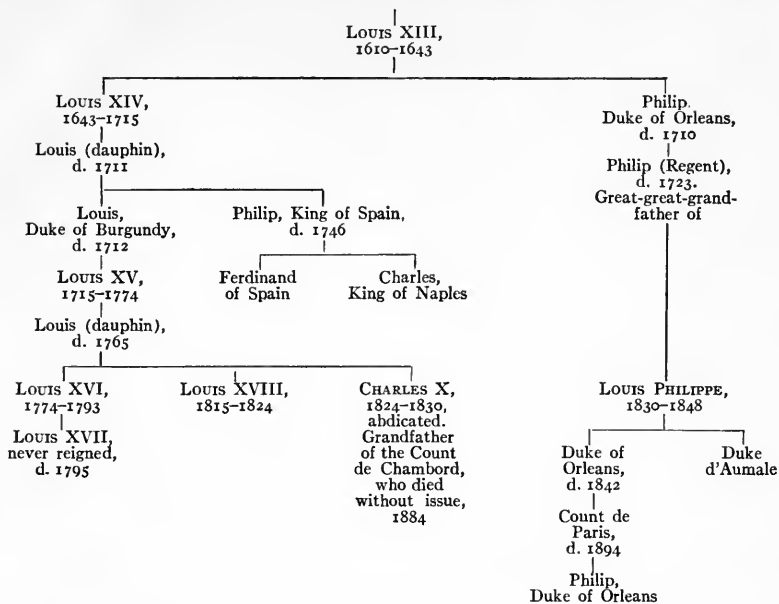 LOUIS XIII,
1610–1643
LOUIS XIV,
1643–1715
Philip,
Duke of Orleans,
d. 1710
Louis (dauphin),
d. 1711
Philip (Regent),
d. 1723.
Great-great-grand-
father of
Louis,
Duke of Burgundy,
d. 1712
Philip, King of Spain,
d. 1746
LOUIS XV,
1715–1774
Ferdinand
of Spain
Charles,
King of Naples
Louis (dauphin),
d. 1765
LOUIS XVI,
1774–1793
LOUIS XVIII,
1815–1824
CHARLES X,
1824–1830,
abdicated.
Grandfather
of the Count
de Chambord,
who died
without issue,
1884
LOUIS PHILIPPE,
1830–1848
LOUIS XVII,
never reigned,
d. 1795
Duke of
Orleans,
d. 1842
Duke
d'Aumale
Count de
Paris,
d. 1894
Philip,
Duke of Orleans